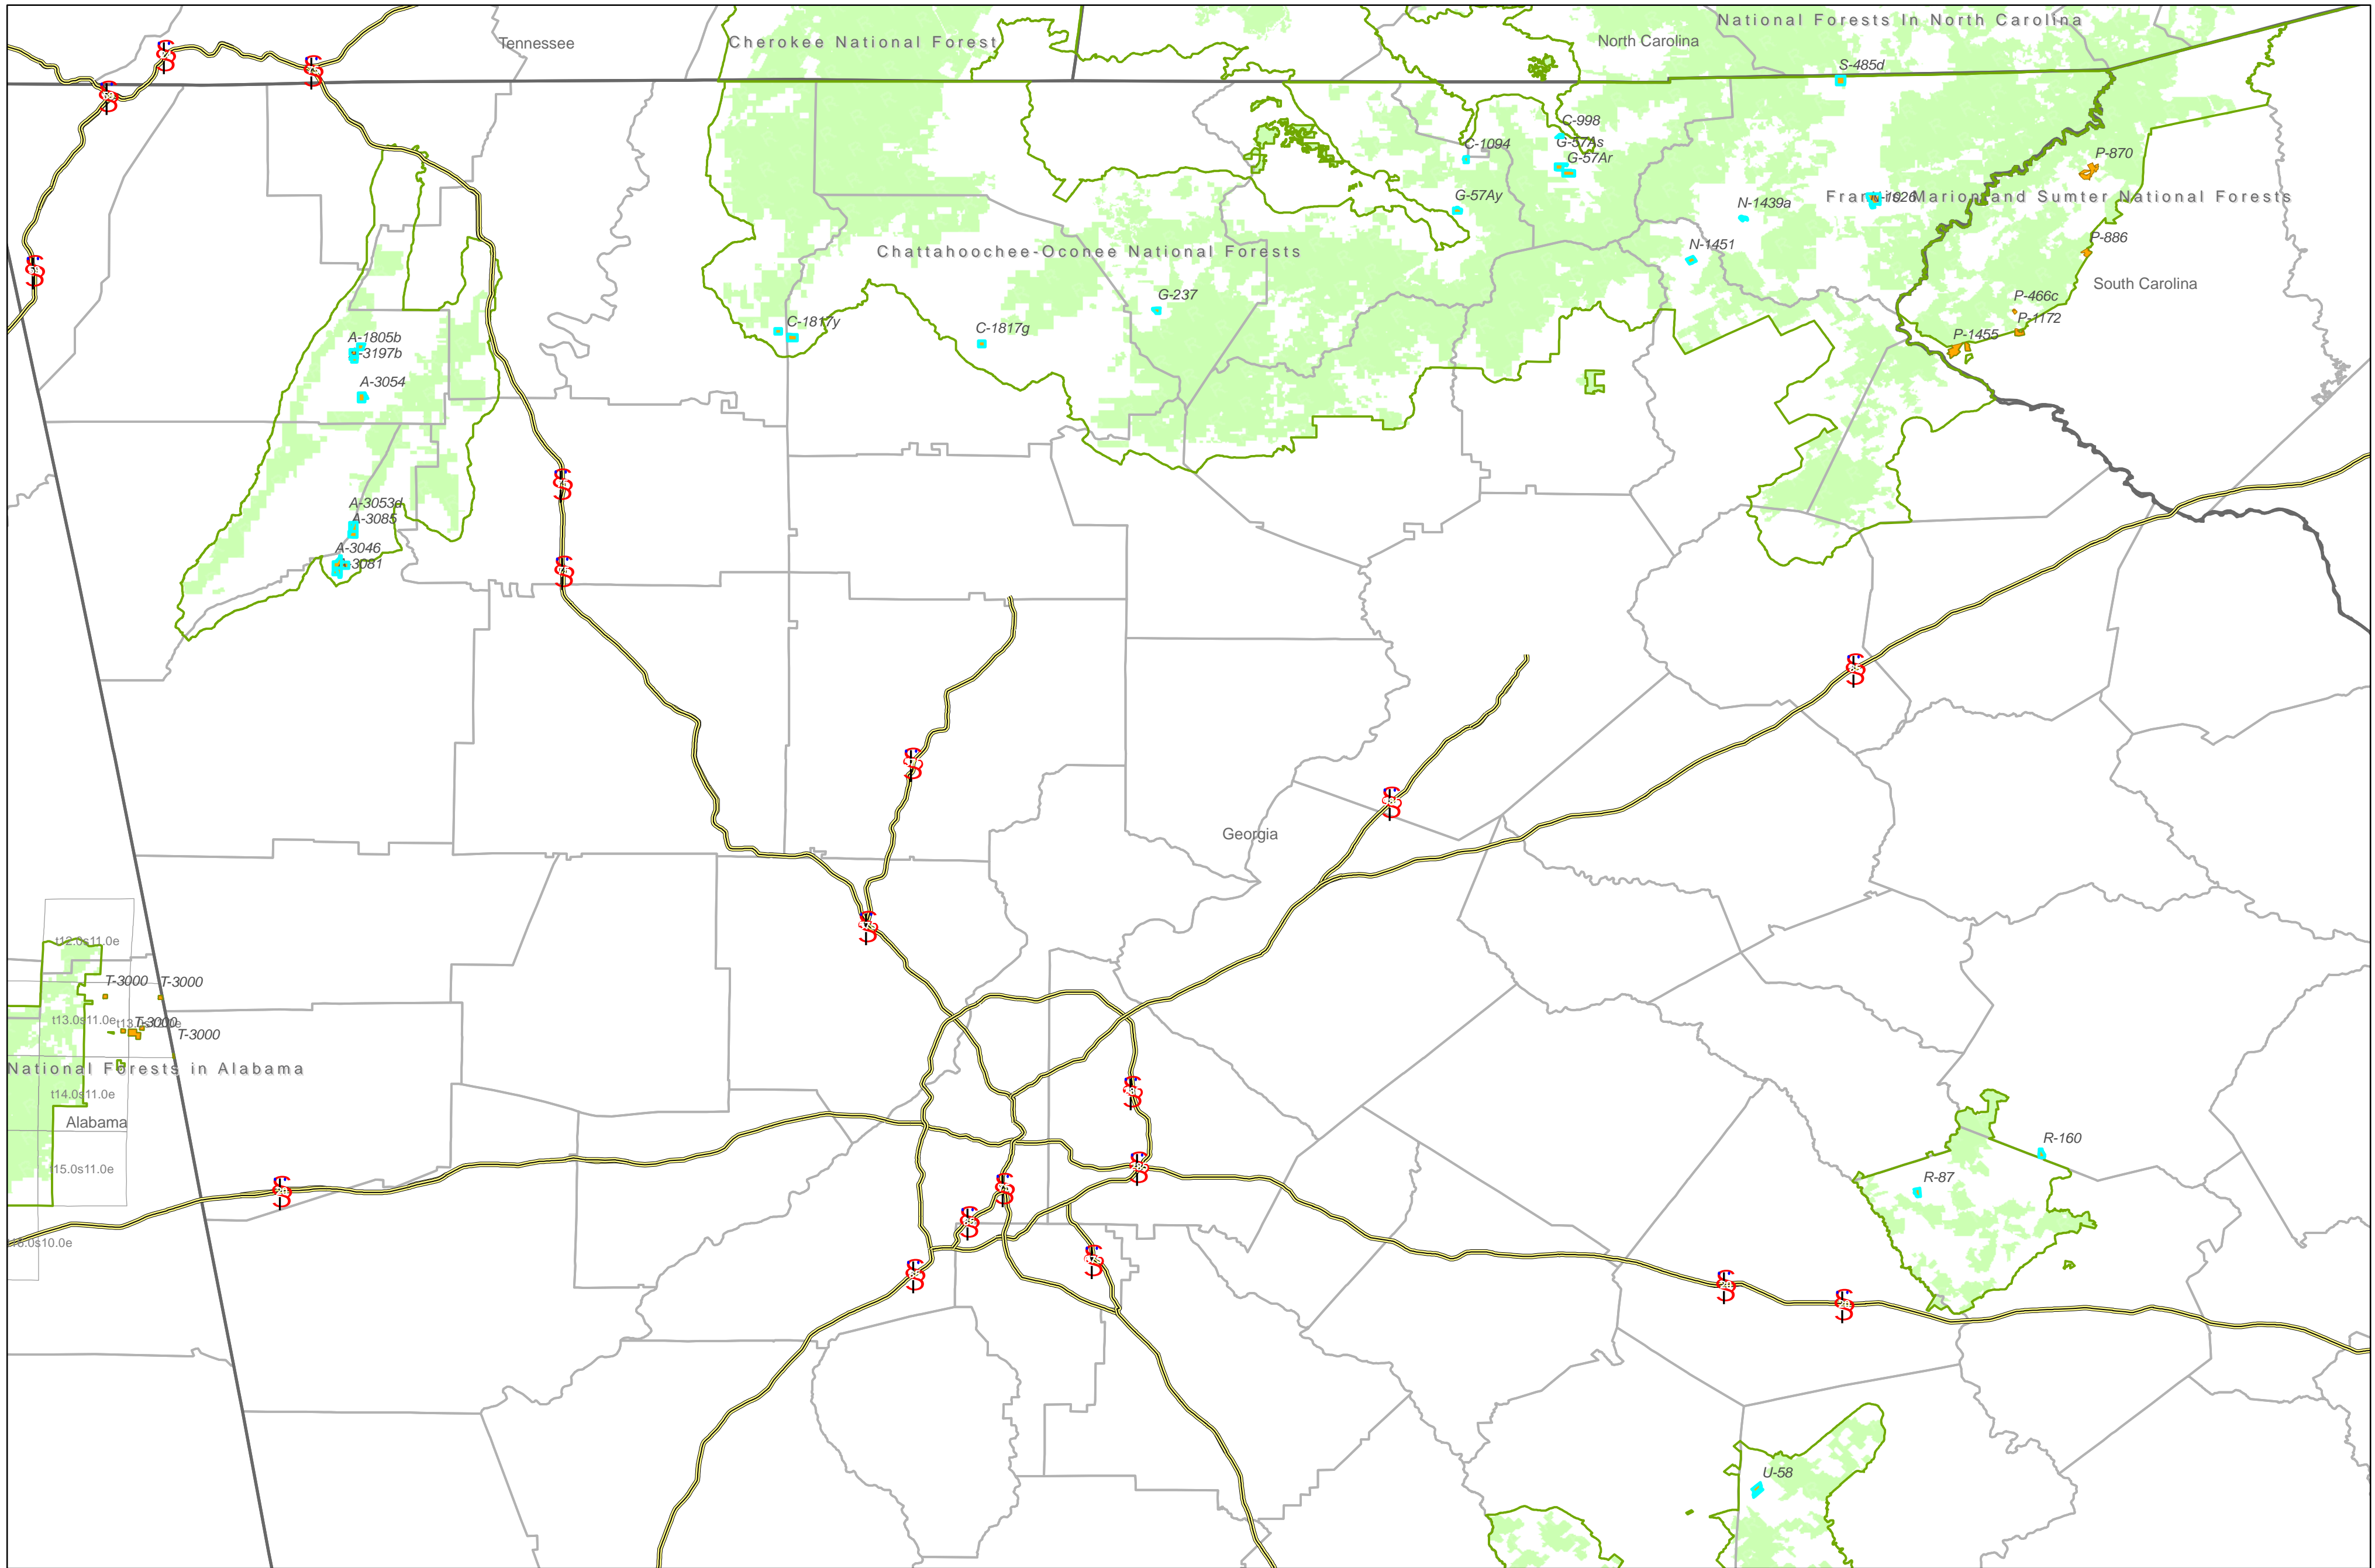 National Forests In North Carolina
Tennessee
Cherokee National Forest
North Carolina
S-485d
C-998
C-1094
G-57As
G-57Ar
P-870
G-57Ay
N-1439a
Francis Marion and Sumter National Forests
N-1451
P-886
Chattahoochee-Oconee National Forests
South Carolina
G-237
P-466c
C-1817y
C-1817g
P-1172
P-1455
A-1805b
A-3197b
A-3054
A-3053d
A-3085
A-3046
A-3081
Georgia
t12.0s11.0e
T-3000
T-3000
t13.0s11.0e
T-3000
T-3000
National Forests in Alabama
t14.0s11.0e
Alabama
t15.0s11.0e
R-160
R-87
U-58